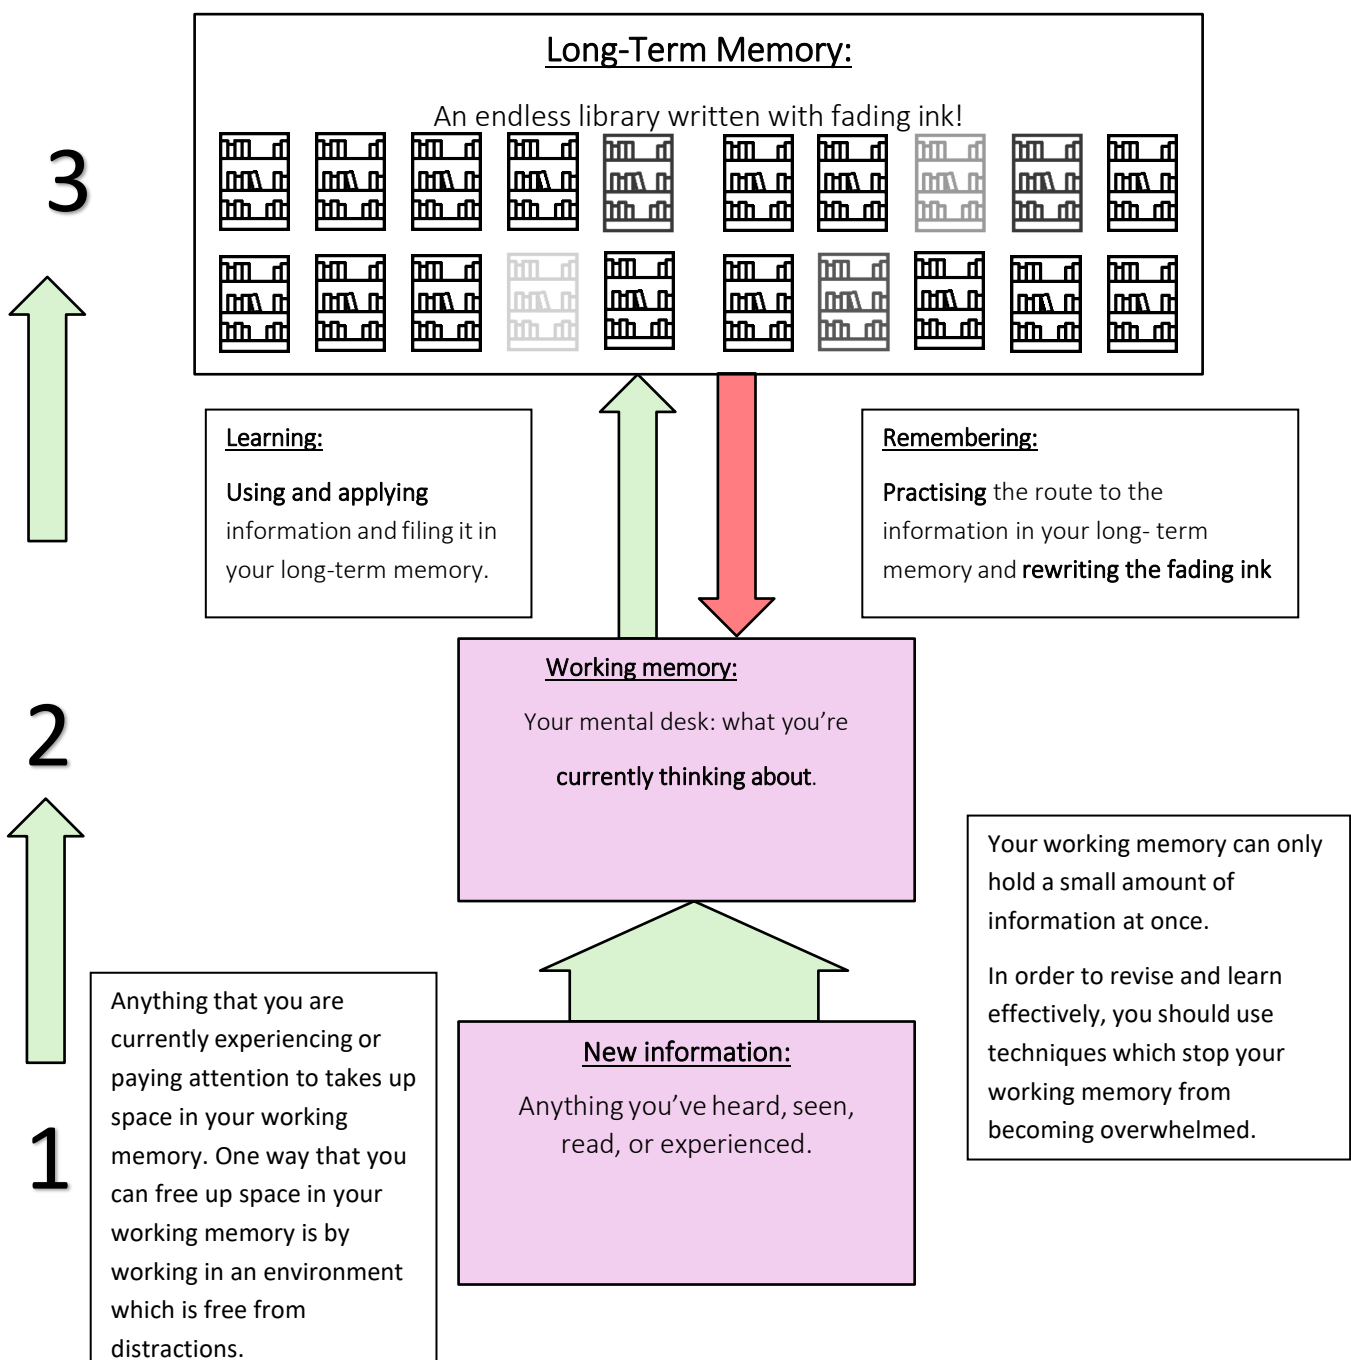 Long-Term Memory:
An endless library written with fading ink!
3
Learning:
Using and applying
information and filing it in
your long-term memory.
Remembering:
Practising the route to the
information in your long- term
memory and rewriting the fading ink
2
Working memory:
Your mental desk: what you’re
currently thinking about.
Your working memory can only
hold a small amount of
information at once.
In order to revise and learn
effectively, you should use
techniques which stop your
working memory from
becoming overwhelmed.
1
Anything that you are
currently experiencing or
paying attention to takes up
space in your working
memory. One way that you
can free up space in your
working memory is by
working in an environment
which is free from
distractions.
New information:
Anything you’ve heard, seen,
read, or experienced.